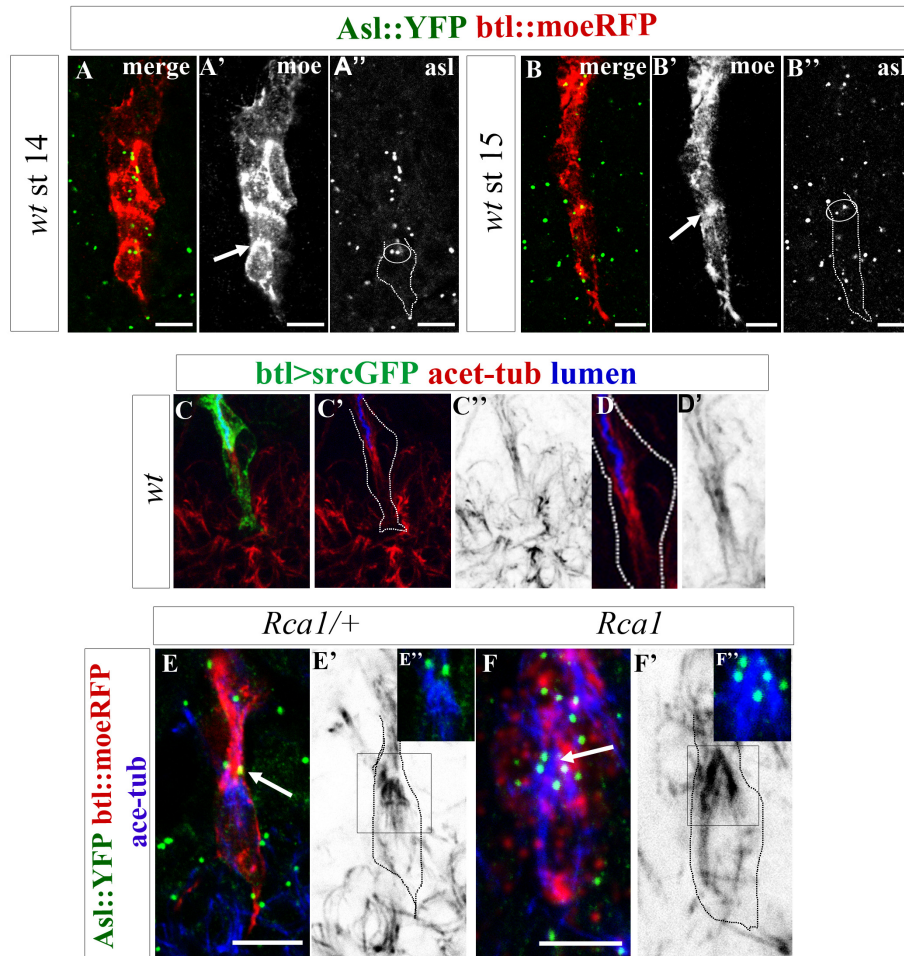 Asl::YFP btl::moeRFP
wt st 14
A merge
A' moe
A'' asl
wt st 15
B merge
B' moe
B'' asl
btl>srcGFP acet-tub lumen
wt
C
C'
C''
D
D'
Rca1/+
Rca1
Asl::YFP btl::moeRFP
ace-tub
E
E'
E''
F
F'
F''